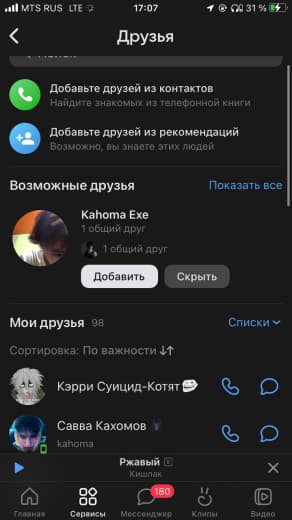 MTS RUS LTE 17:07 31 %
Друзья
Добавьте друзей из контактов
Найдите знакомых из телефонной книги
Добавьте друзей из рекомендаций
Возможно, вы знаете этих людей
Возможные друзья Показать все
Kahoma Exe
1 общий друг
1 общий друг
Добавить Скрыть
Мои друзья 98 Списки
Сортировка: По важности
Кэрри Суицид-Котят
Савва Кахомов
kahoma
Ржавый E
Кишлак
180
Главная Сервисы Мессенджер Клипы Видео